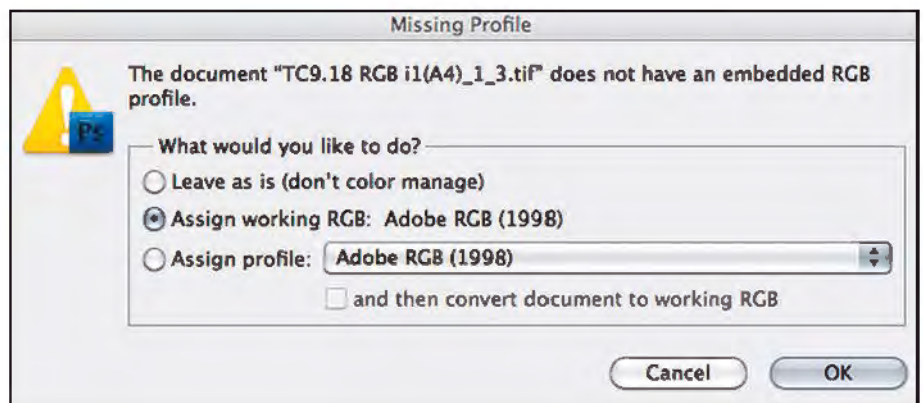 Missing Profile
The document "TC9.18 RGB i1(A4)_1_3.tif" does not have an embedded RGB
profile.
Ps
What would you like to do?
Leave as is (don't color manage)
Assign working RGB: Adobe RGB (1998)
Assign profile: Adobe RGB (1998)
and then convert document to working RGB
Cancel OK